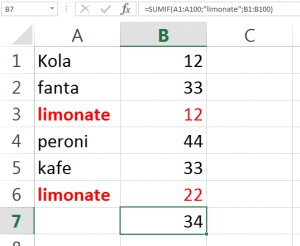 B7 =SUMIF(A1:A100;"limonate";B1:B100)
A B C
1 Kola 12
2 fanta 33
3 limonate 12
4 peroni 44
5 kafe 33
6 limonate 22
7 34